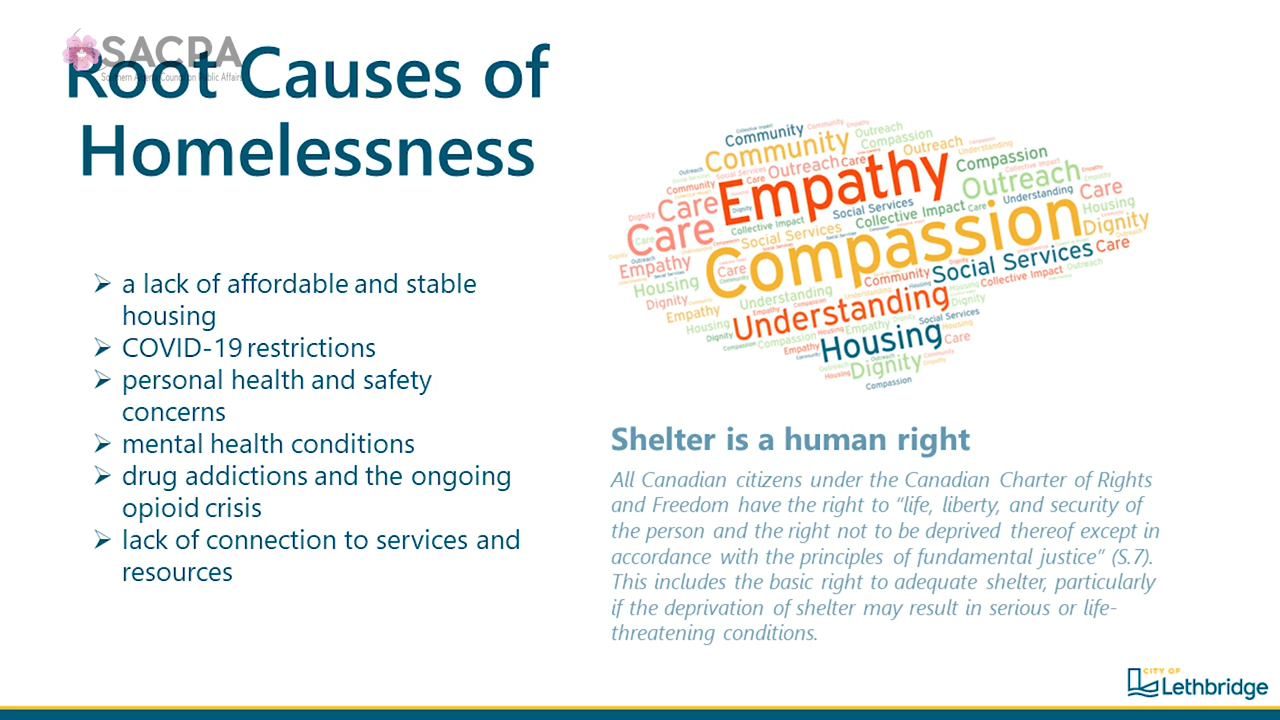 SACPA
Southern Alberta Council on Public Affairs
Root Causes of
Homelessness
➢ a lack of affordable and stable
housing
➢ COVID-19 restrictions
➢ personal health and safety
concerns
➢ mental health conditions
➢ drug addictions and the ongoing
opioid crisis
➢ lack of connection to services and
resources
Community
Community
Outreach
Compassion
Outreach
Care
Outreach
Understanding
Compassion
Empathy
Outreach
Care
Care
Social Services
Collective Impact
Understanding
Care
Housing
Dignity
Compassion
Social Services
Empathy
Housing
Dignity
Empathy
Understanding
Understanding
Community
Social Services
Collective Impact
Care
Housing
Dignity
Compassion
Shelter is a human right
All Canadian citizens under the Canadian Charter of Rights
and Freedom have the right to “life, liberty, and security of
the person and the right not to be deprived thereof except in
accordance with the principles of fundamental justice” (S.7).
This includes the basic right to adequate shelter, particularly
if the deprivation of shelter may result in serious or life-
threatening conditions.
CITY OF
Lethbridge